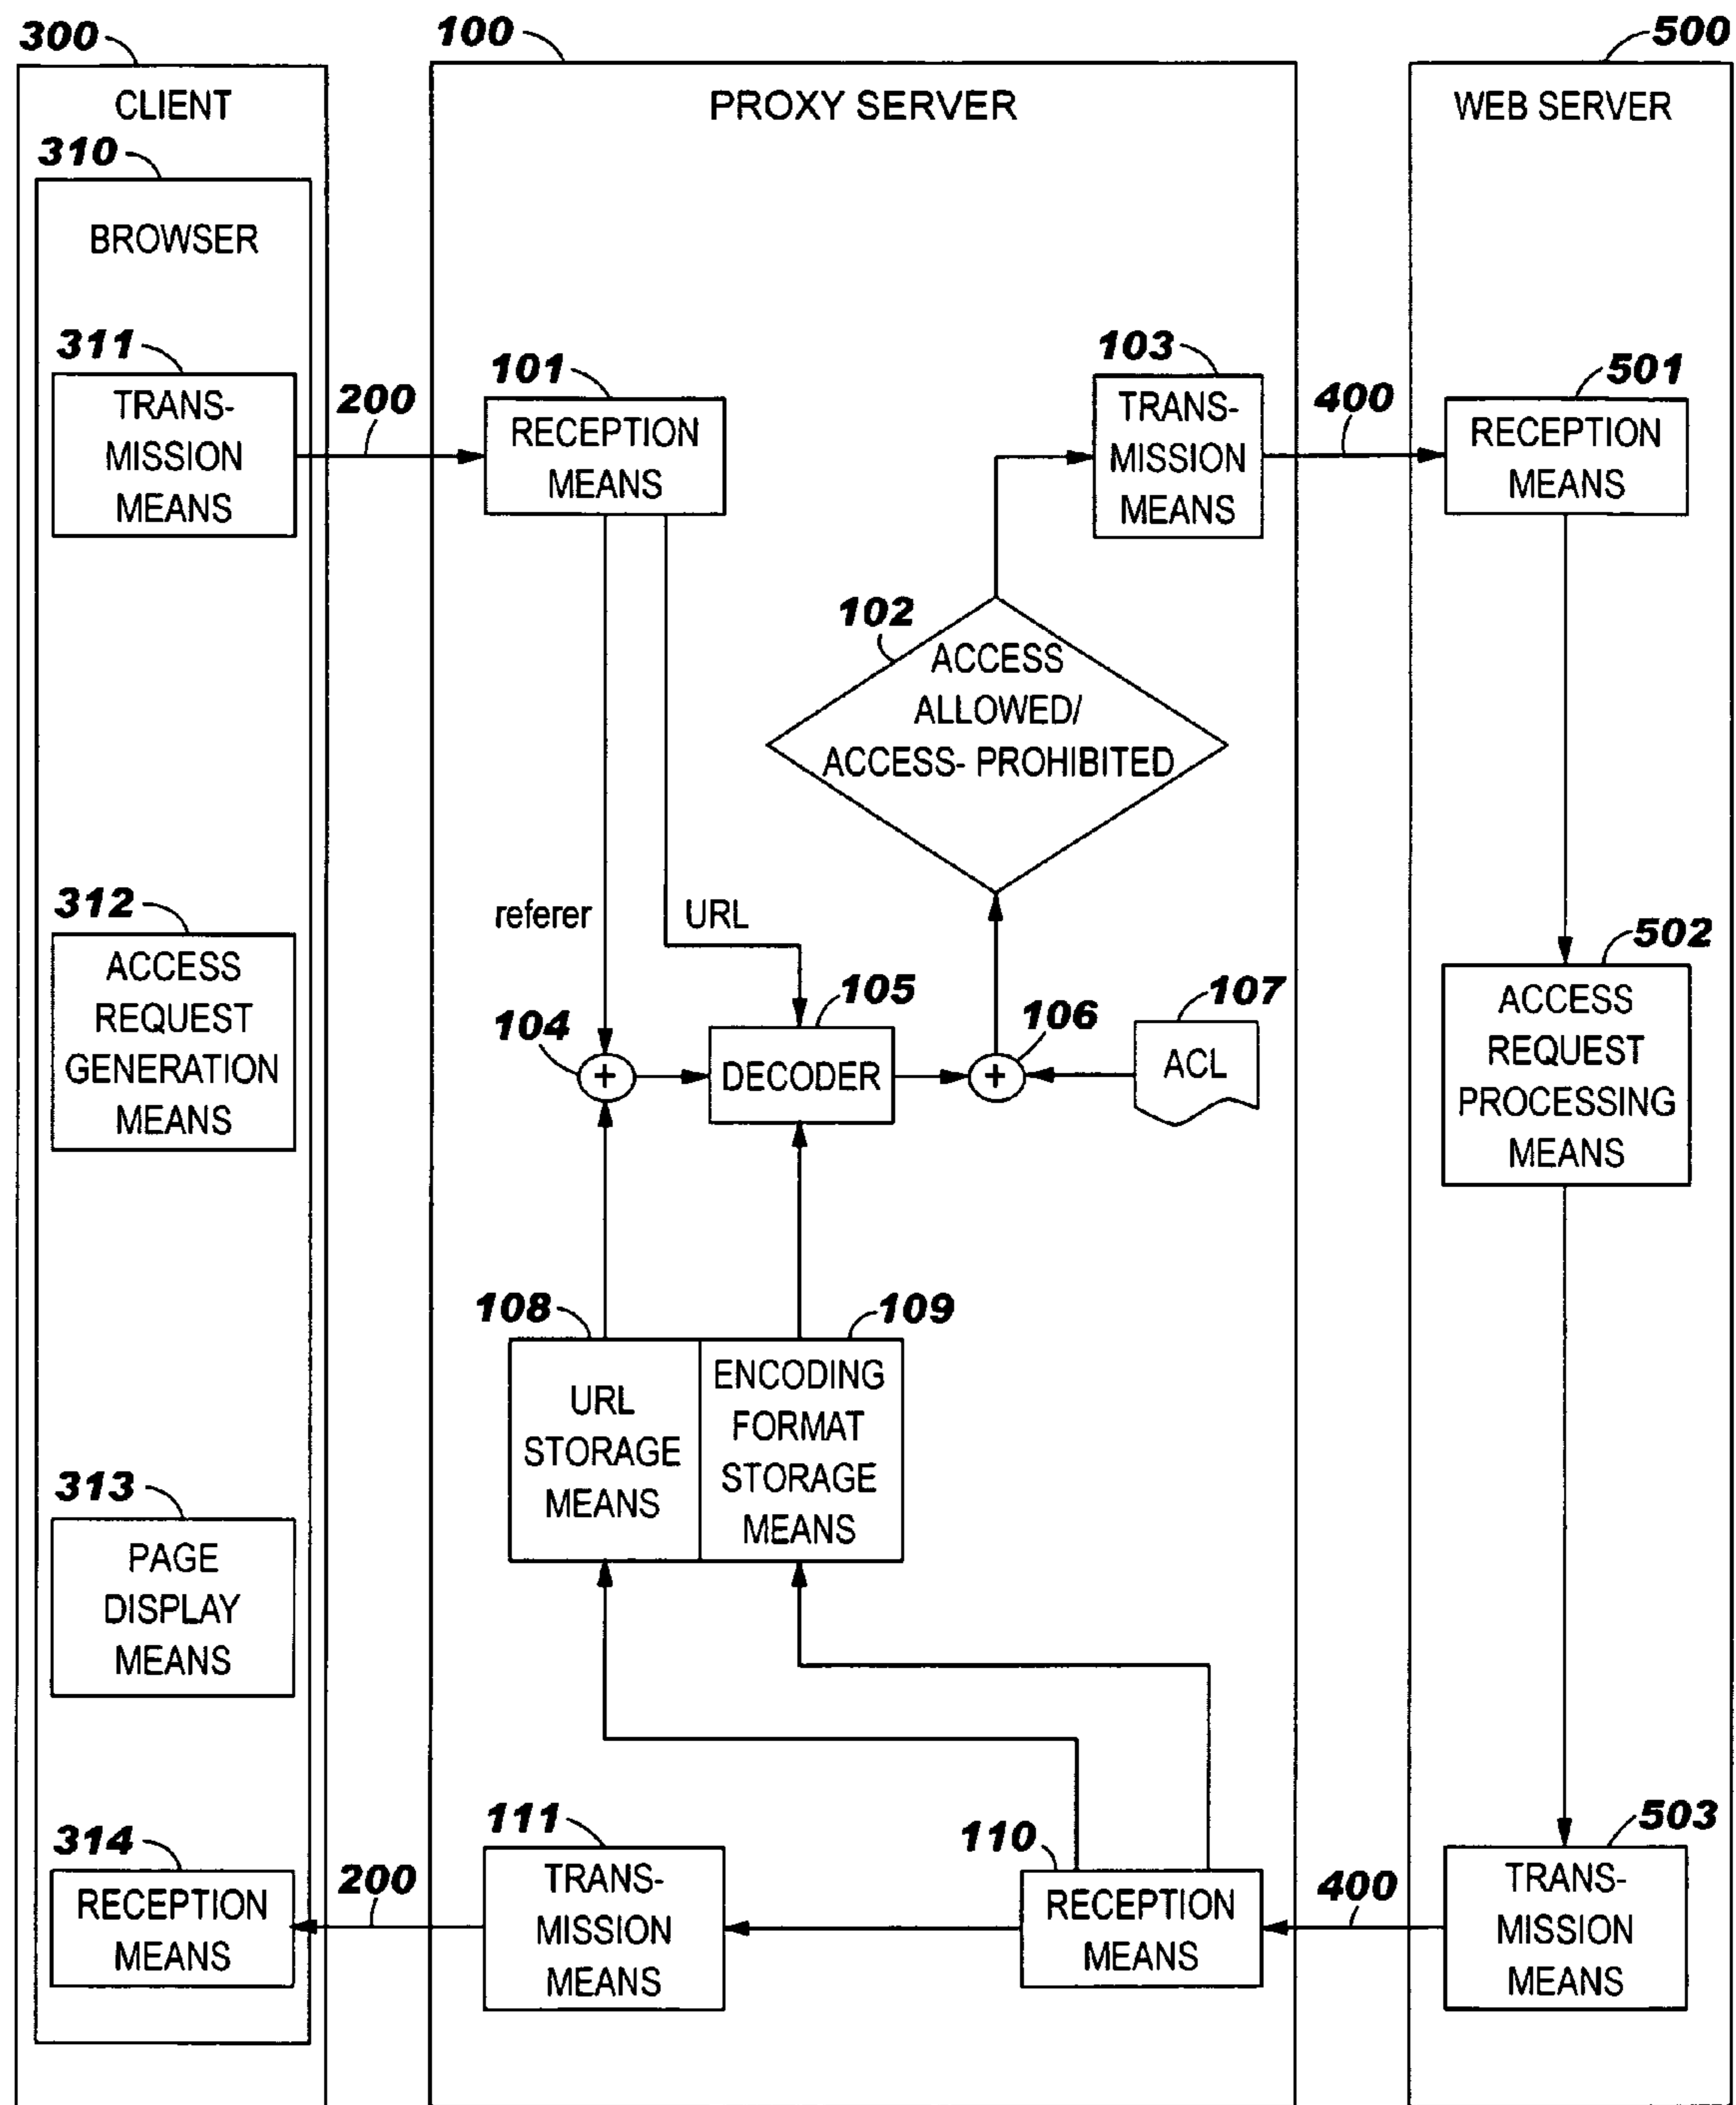 300
100
500
CLIENT
PROXY SERVER
WEB SERVER
310
BROWSER
311
TRANS-
MISSION
MEANS
200
101
RECEPTION
MEANS
103
TRANS-
MISSION
MEANS
400
501
RECEPTION
MEANS
102
ACCESS
ALLOWED/
ACCESS- PROHIBITED
312
ACCESS
REQUEST
GENERATION
MEANS
referer
URL
104
+
105
DECODER
106
+
107
ACL
502
ACCESS
REQUEST
PROCESSING
MEANS
108
URL
STORAGE
MEANS
109
ENCODING
FORMAT
STORAGE
MEANS
313
PAGE
DISPLAY
MEANS
314
RECEPTION
MEANS
200
111
TRANS-
MISSION
MEANS
110
RECEPTION
MEANS
400
503
TRANS-
MISSION
MEANS